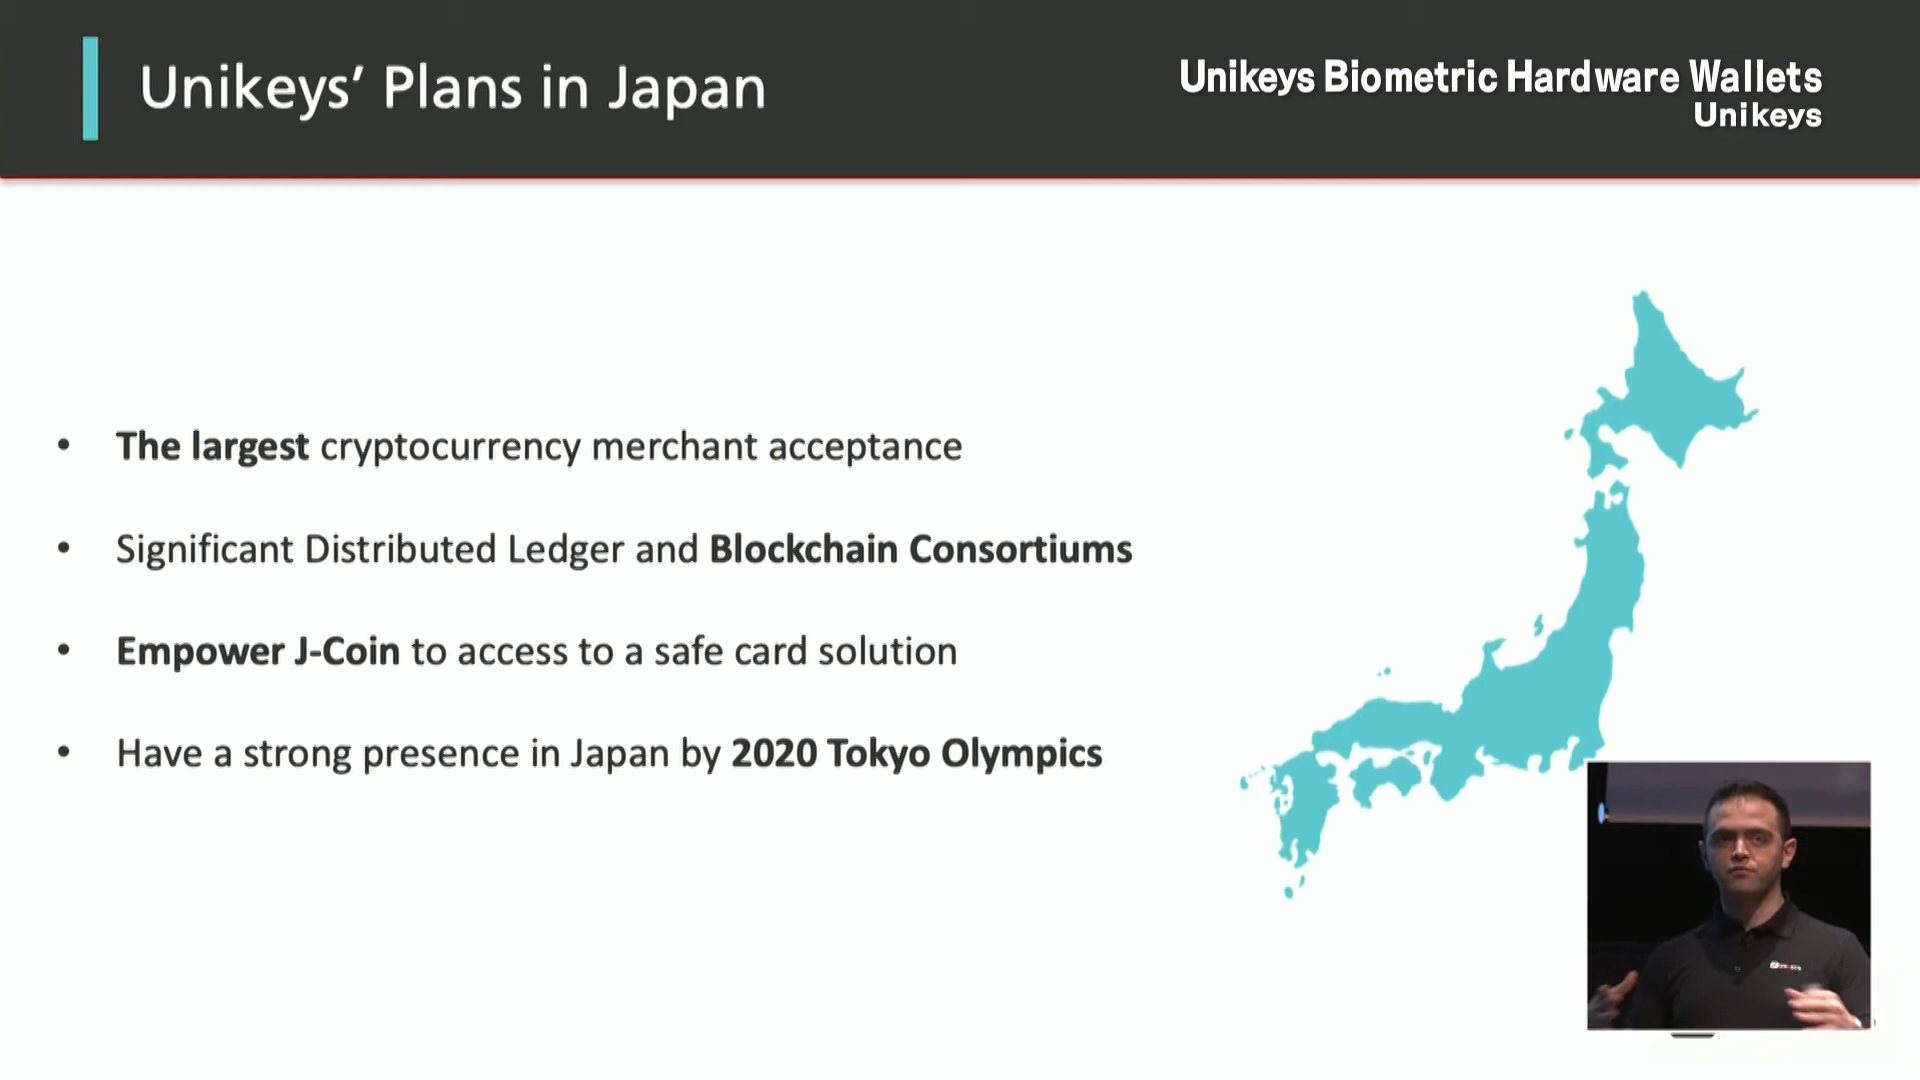 Unikeys’ Plans in Japan
Unikeys Biometric Hardware Wallets
Unikeys
• The largest cryptocurrency merchant acceptance
• Significant Distributed Ledger and Blockchain Consortiums
• Empower J-Coin to access to a safe card solution
• Have a strong presence in Japan by 2020 Tokyo Olympics